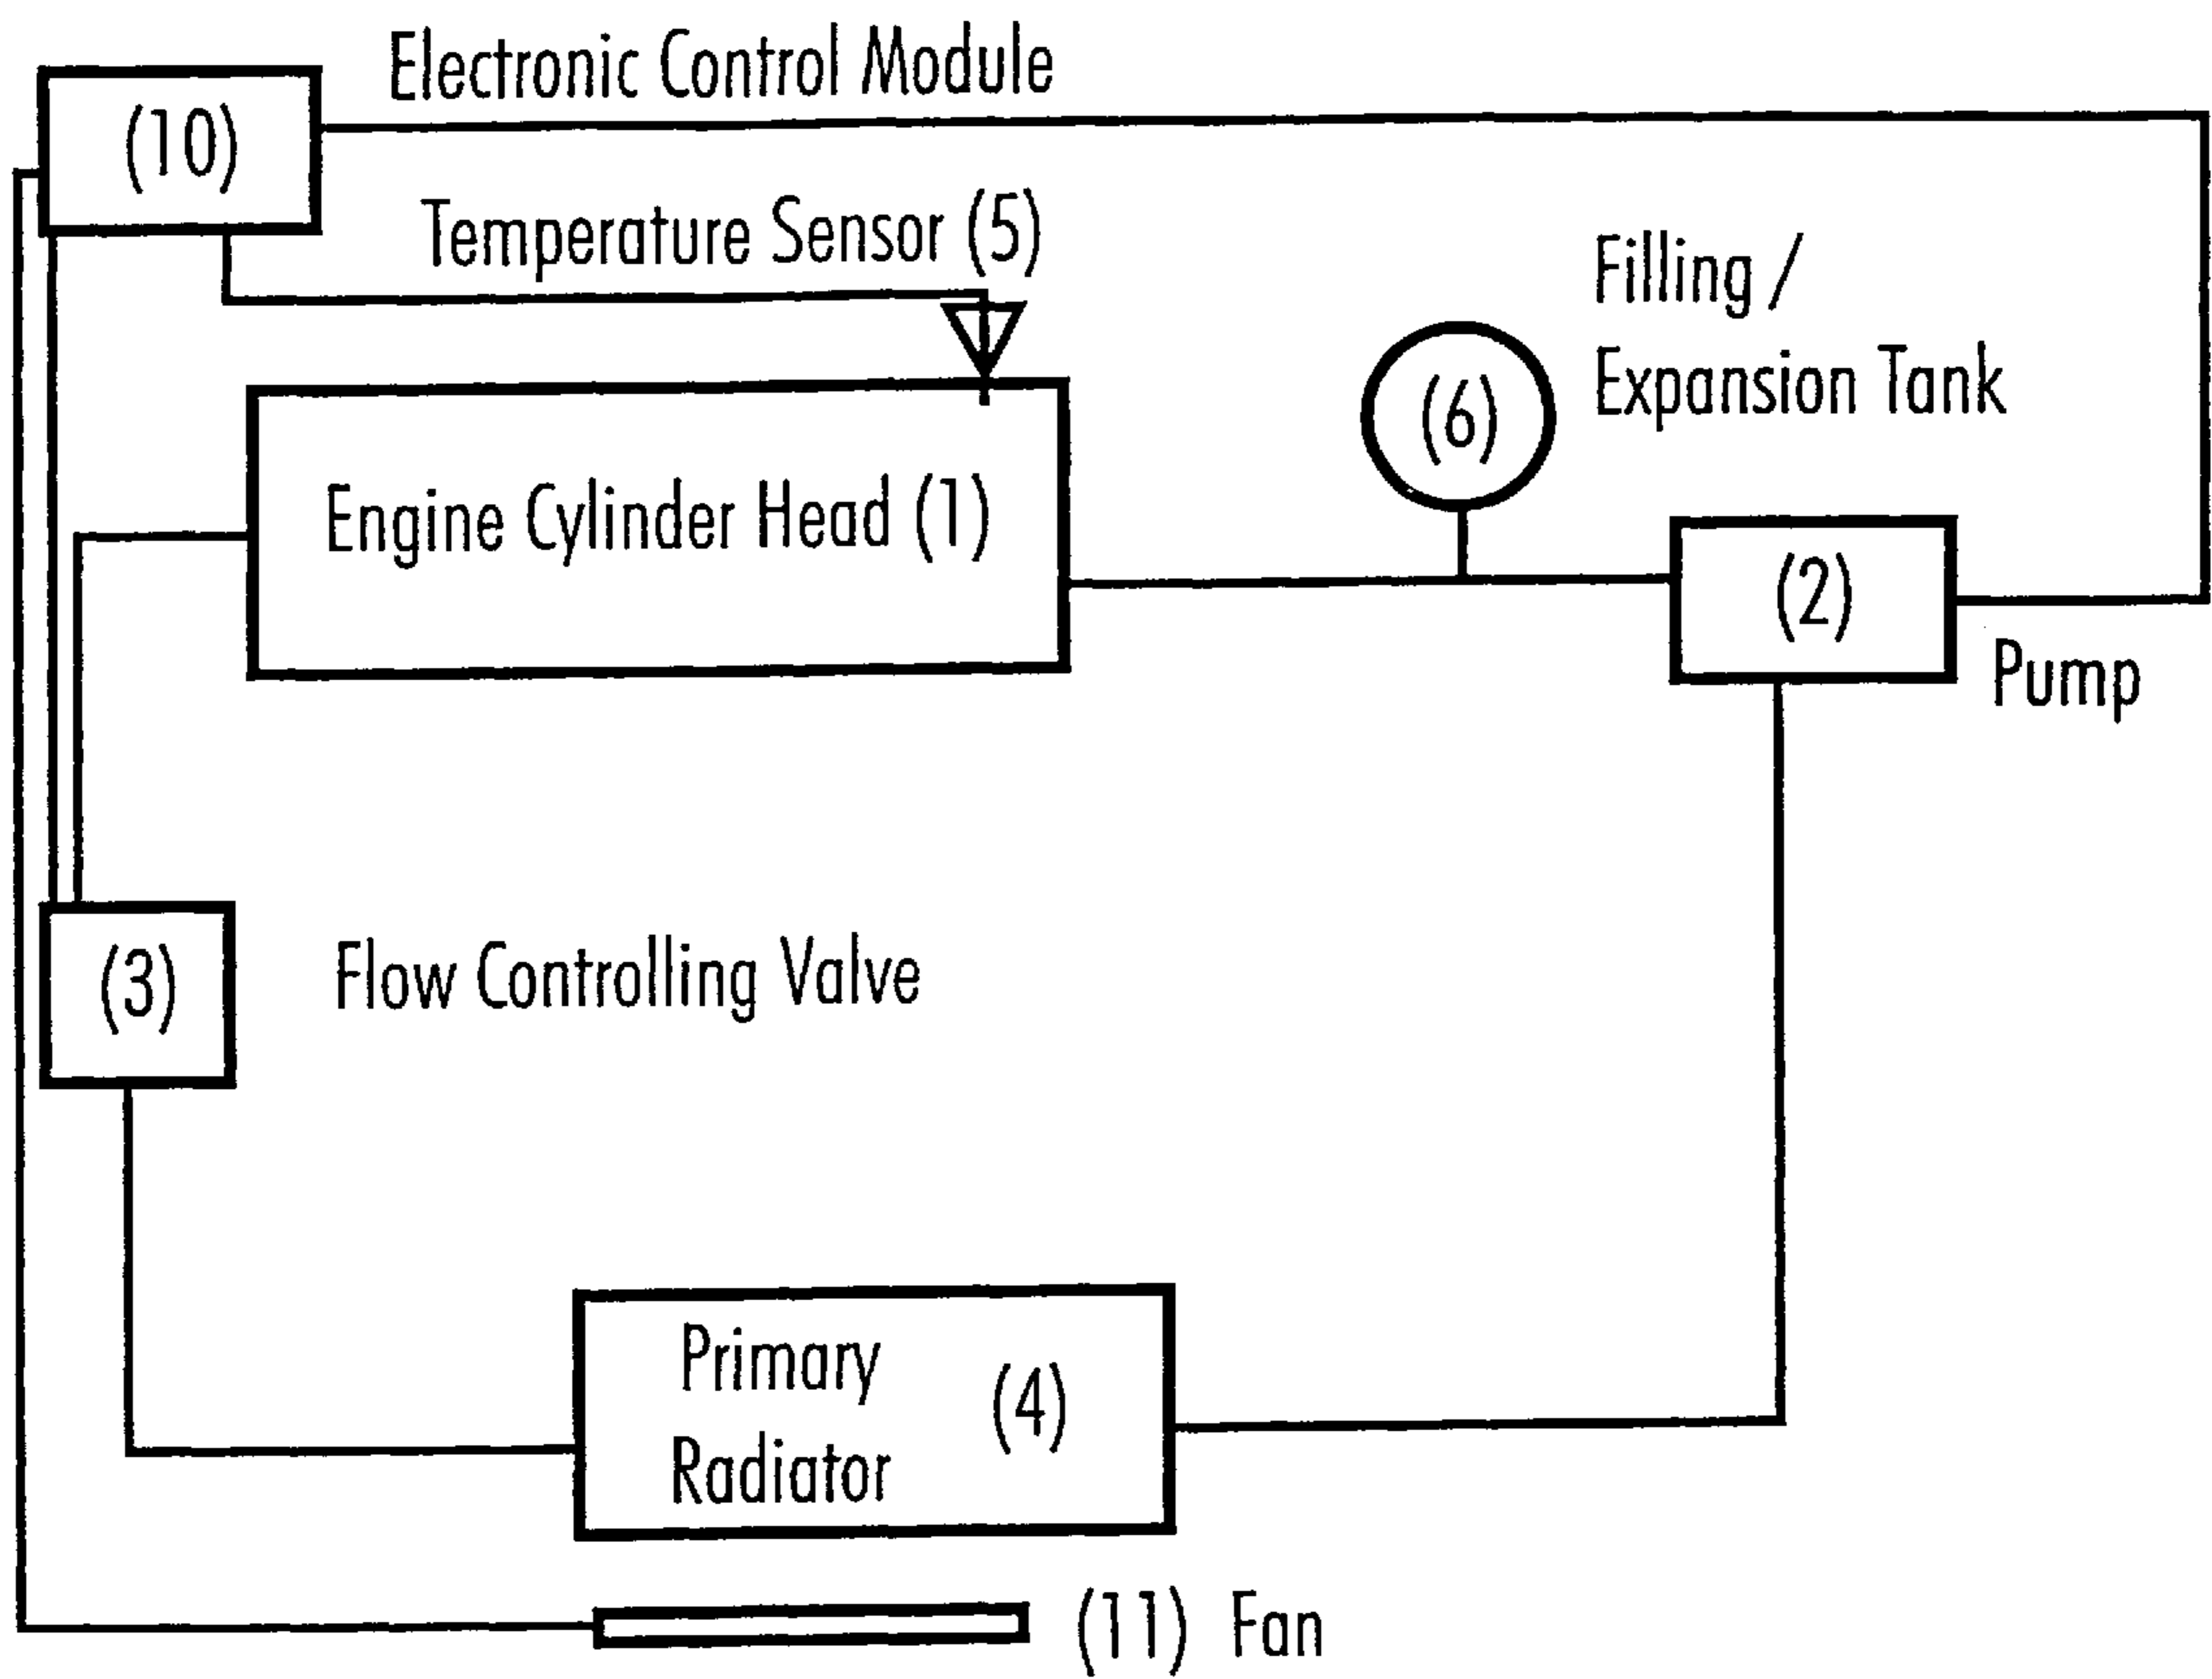 Electronic Control Module
(10)
Temperature Sensor (5)
Filling /
Expansion Tank
(6)
Engine Cylinder Head (1)
(2)
Pump
(3)
Flow Controlling Valve
Primary
Radiator
(4)
(11) Fan